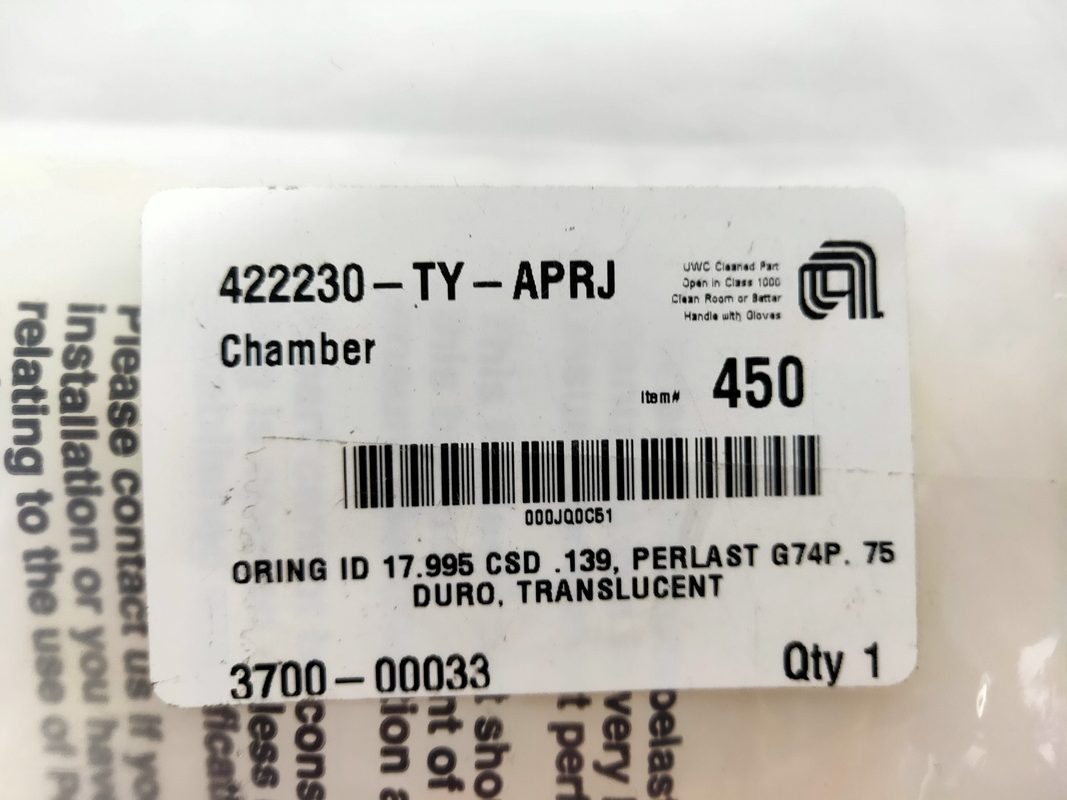 422230-TY-APRJ
UWC Cleaned Part
Open in Class 1000
Clean Room or Better
Handle with Gloves
Chamber
Item# 450
000JQ0C51
ORING ID 17.995 CSD .139, PERLAST G74P. 75
DURO, TRANSLUCENT
3700-00033
Qty 1
Please contact us if
installation or you have
relating to the use of